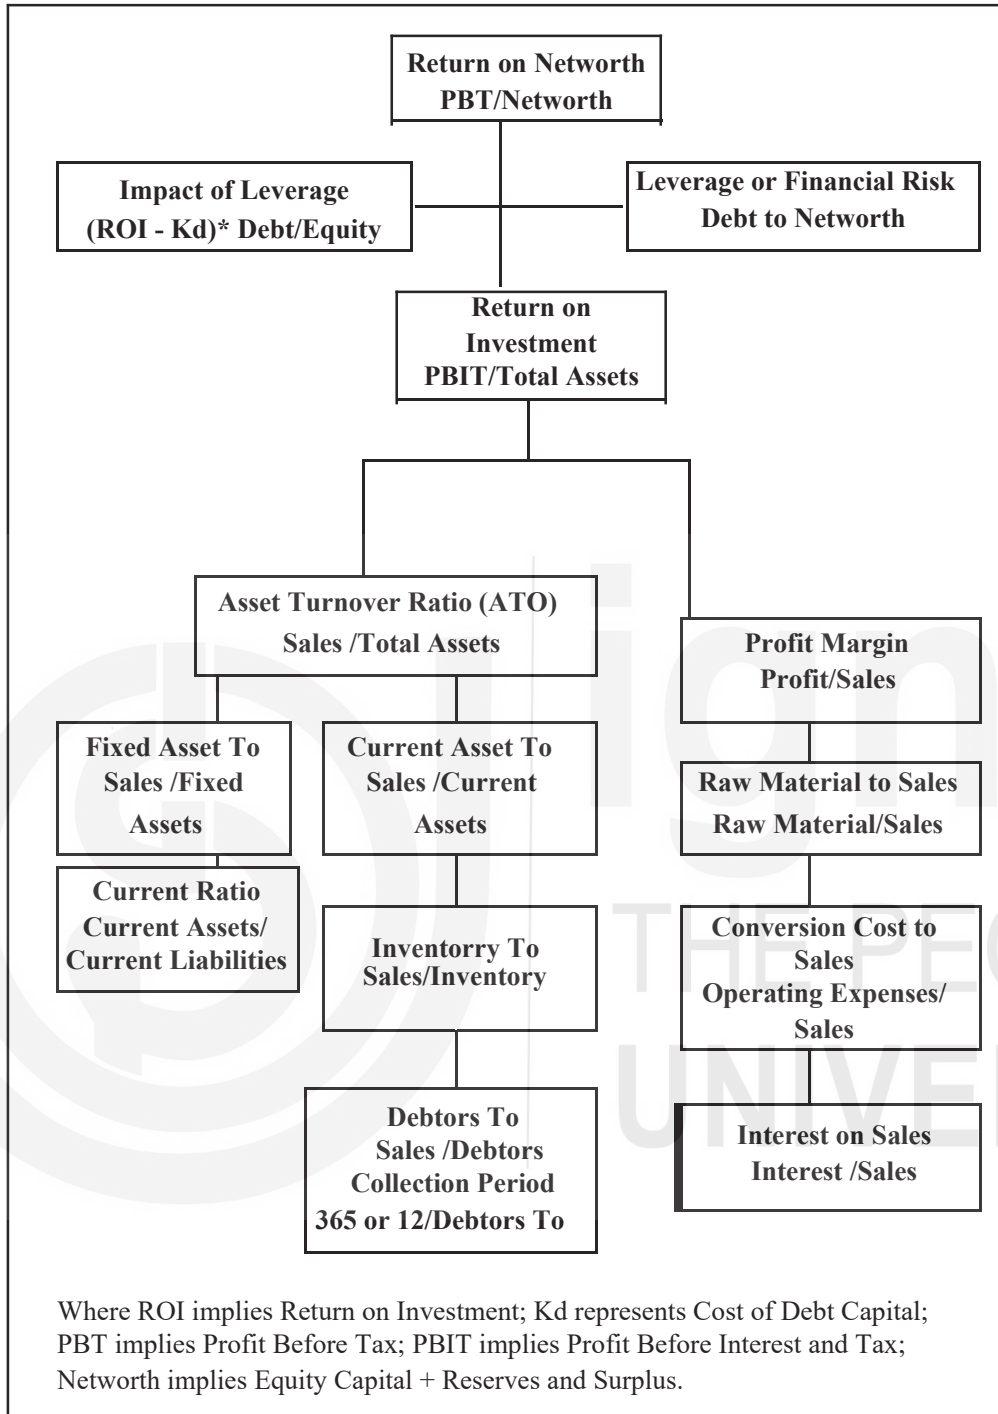 Return on Networth
PBT/Networth
Impact of Leverage
(ROI - Kd)* Debt/Equity
Leverage or Financial Risk
Debt to Networth
Return on
Investment
PBIT/Total Assets
Asset Turnover Ratio (ATO)
Sales /Total Assets
Profit Margin
Profit/Sales
Fixed Asset To
Sales /Fixed
Assets
Current Asset To
Sales /Current
Assets
Raw Material to Sales
Raw Material/Sales
Current Ratio
Current Assets/
Current Liabilities
Inventorry To
Sales/Inventory
Conversion Cost to
Sales
Operating Expenses/
Sales
Debtors To
Sales /Debtors
Collection Period
365 or 12/Debtors To
Interest on Sales
Interest /Sales
ign
THE PEO
UNIVER
Where ROI implies Return on Investment; Kd represents Cost of Debt Capital;
PBT implies Profit Before Tax; PBIT implies Profit Before Interest and Tax;
Networth implies Equity Capital + Reserves and Surplus.